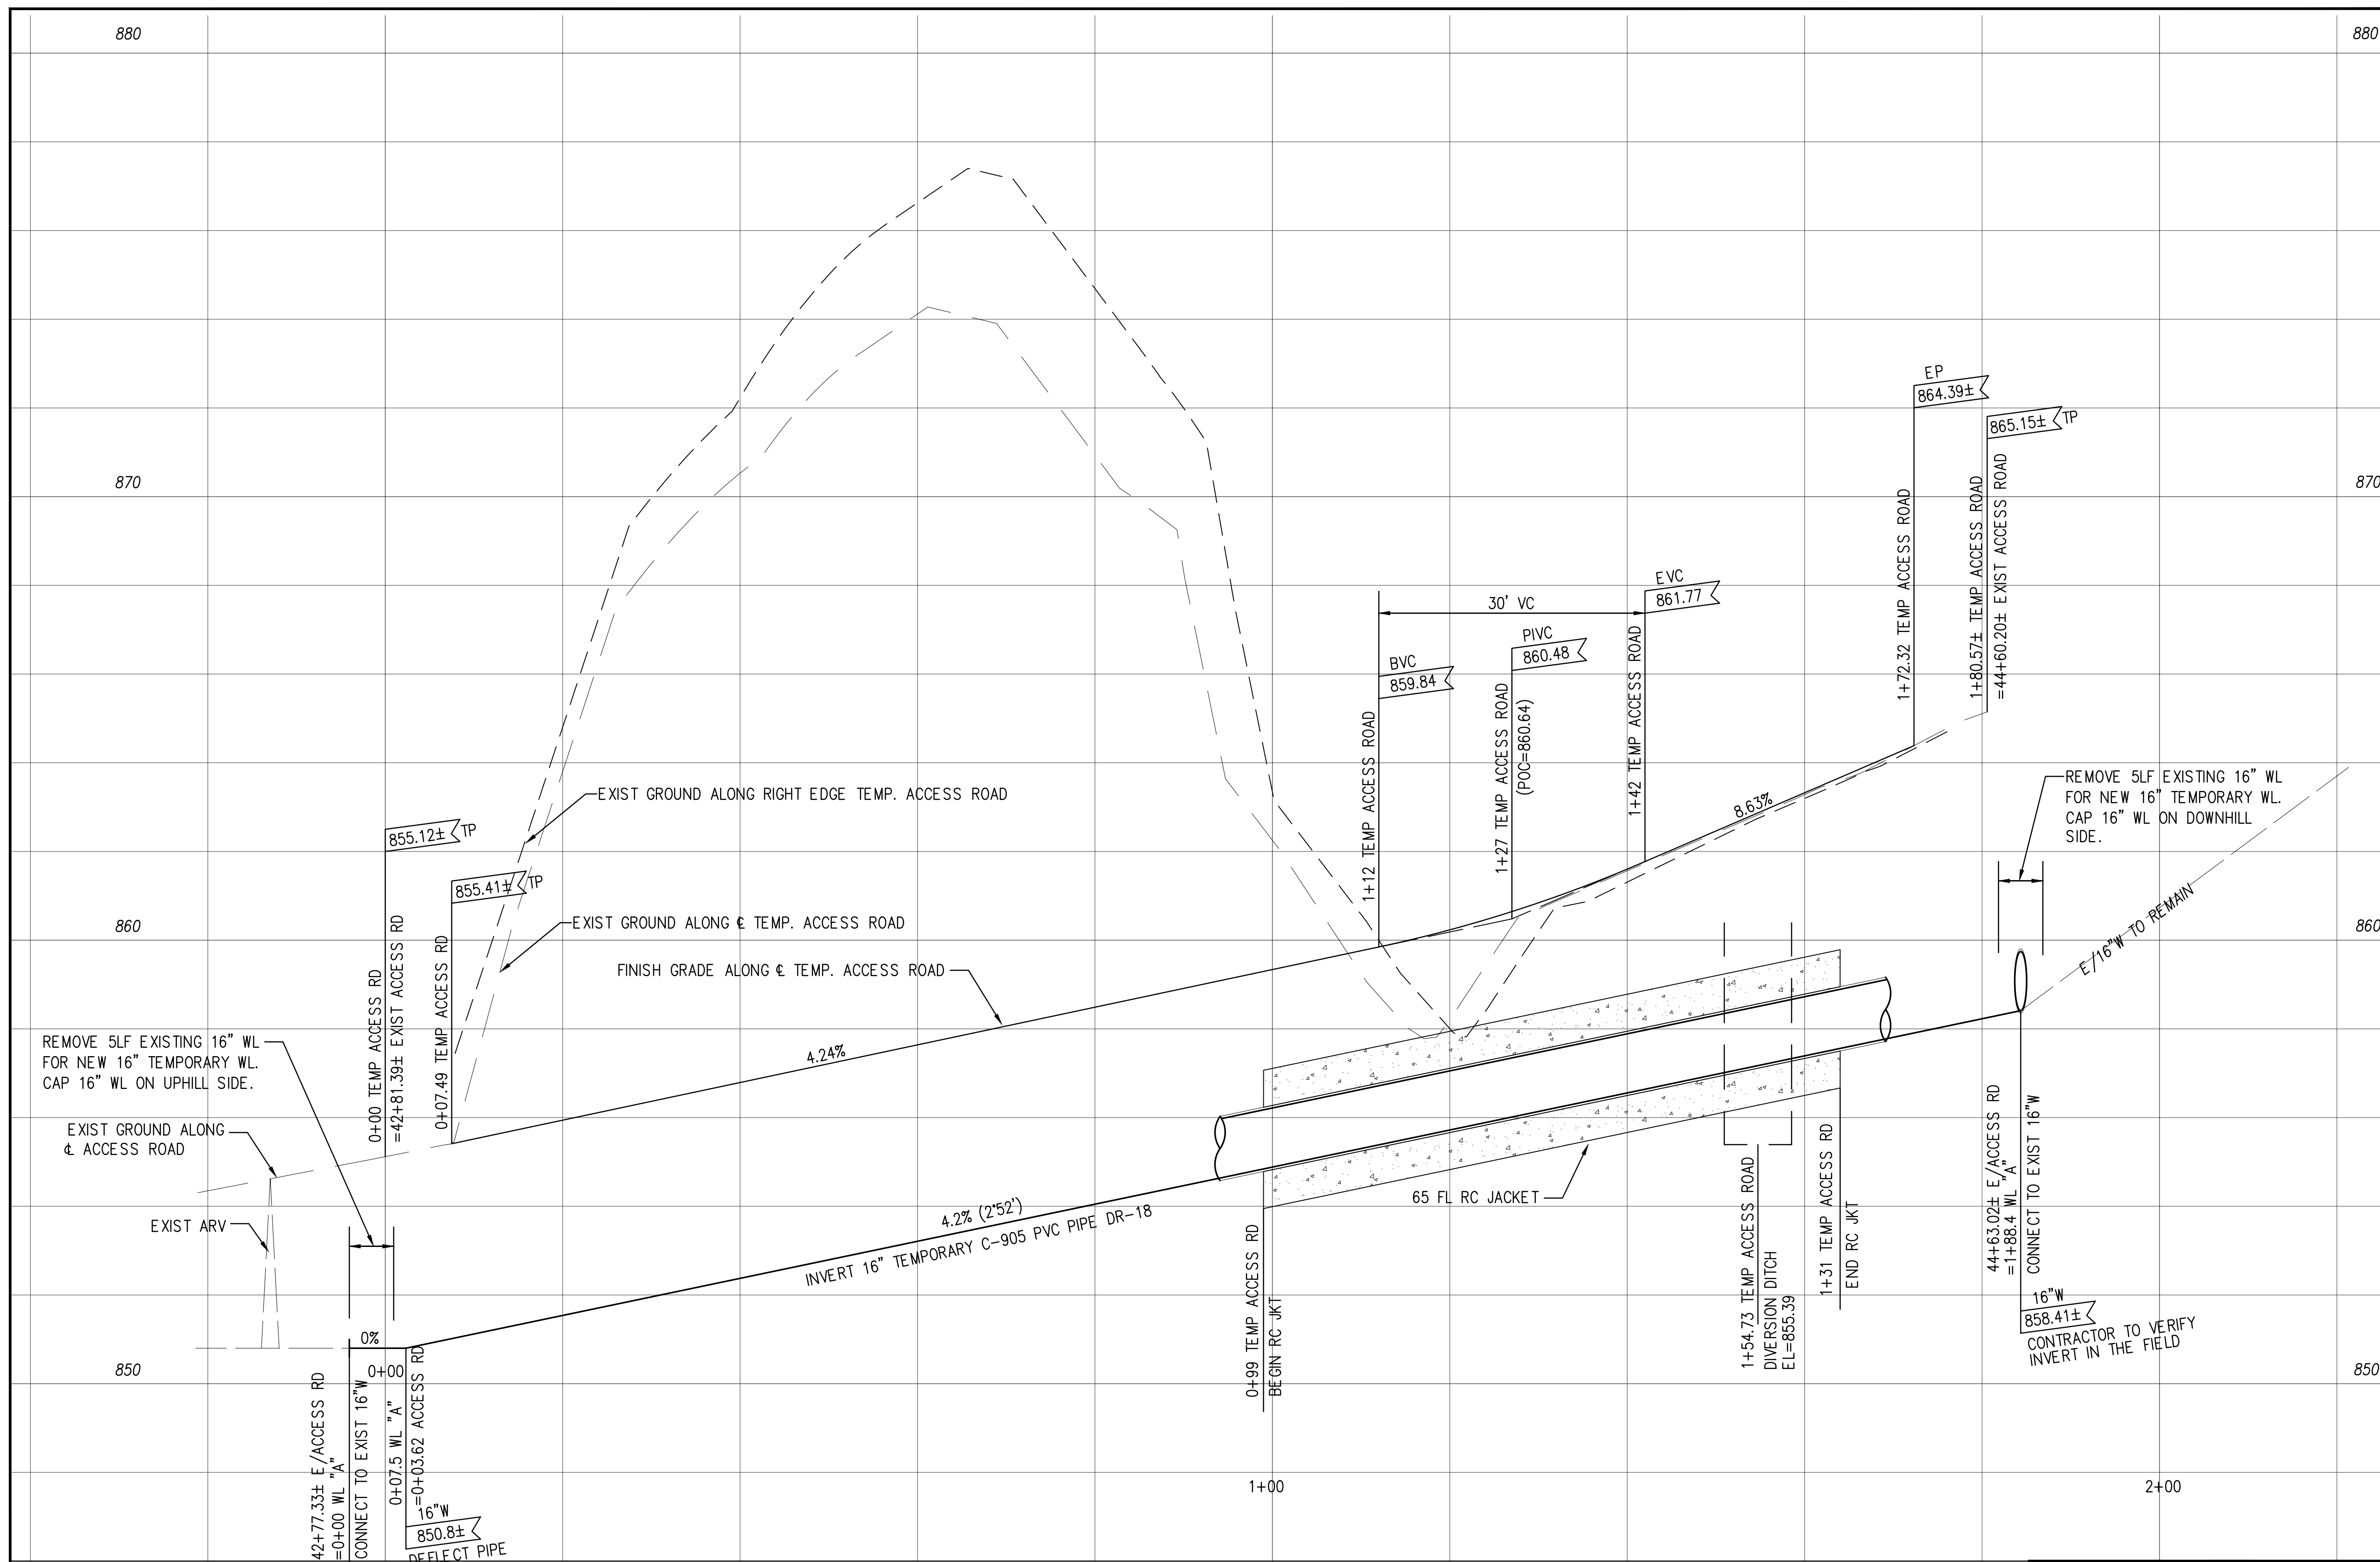 880
880
EP
864.39±
865.15± TP
870
870
1+72.32 TEMP ACCESS ROAD
1+80.57± TEMP ACCESS ROAD
=44+60.20± EXIST ACCESS ROAD
30' VC
EVC
861.77
PIVC
860.48
BVC
859.84
1+12 TEMP ACCESS ROAD
1+27 TEMP ACCESS ROAD
(POC=860.64)
1+42 TEMP ACCESS ROAD
8.63%
REMOVE 5LF EXISTING 16" WL
FOR NEW 16" TEMPORARY WL.
CAP 16" WL ON DOWNHILL
SIDE.
EXIST GROUND ALONG RIGHT EDGE TEMP. ACCESS ROAD
855.12± TP
855.41± TP
EXIST GROUND ALONG ℄ TEMP. ACCESS ROAD
FINISH GRADE ALONG ℄ TEMP. ACCESS ROAD
860
860
E/16"W TO REMAIN
0+00 TEMP ACCESS RD
=42+81.39± EXIST ACCESS RD
0+07.49 TEMP ACCESS RD
4.24%
REMOVE 5LF EXISTING 16" WL
FOR NEW 16" TEMPORARY WL.
CAP 16" WL ON UPHILL SIDE.
EXIST GROUND ALONG
℄ ACCESS ROAD
EXIST ARV
65 FL RC JACKET
4.2% (2°52')
INVERT 16" TEMPORARY C-905 PVC PIPE DR-18
0+99 TEMP ACCESS RD
BEGIN RC JKT
1+54.73 TEMP ACCESS ROAD
DIVERSION DITCH
EL=855.39
1+31 TEMP ACCESS RD
END RC JKT
44+63.02± E/ACCESS RD
=1+88.4 WL "A"
CONNECT TO EXIST 16"W
16"W
858.41±
CONTRACTOR TO VERIFY
INVERT IN THE FIELD
0%
0+00
850
850
42+77.33± E/ACCESS RD
=0+00 WL "A"
CONNECT TO EXIST 16"W
0+07.5 WL "A"
=0+03.62 ACCESS RD
16"W
850.8±
DEFLECT PIPE
1+00
2+00